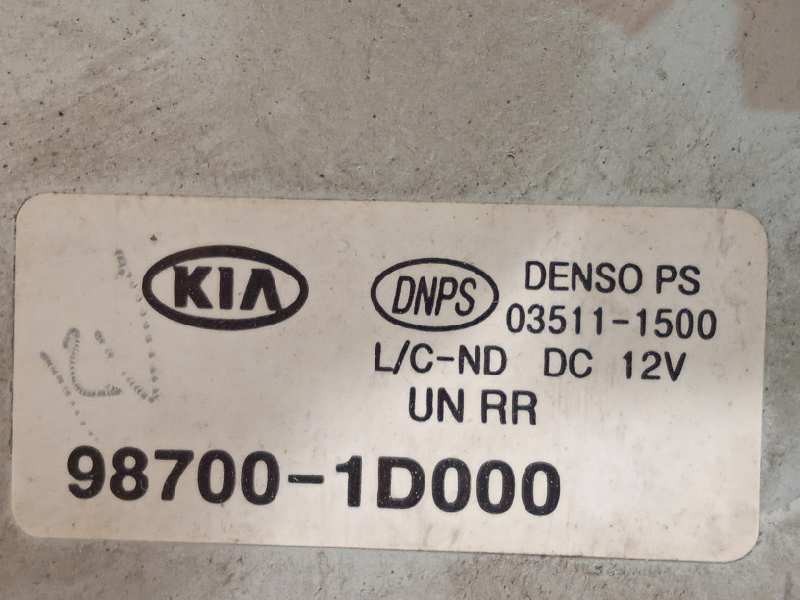 KIA DNPS DENSO PS
03511-1500
L/C-ND DC 12V
UN RR
98700-1D000